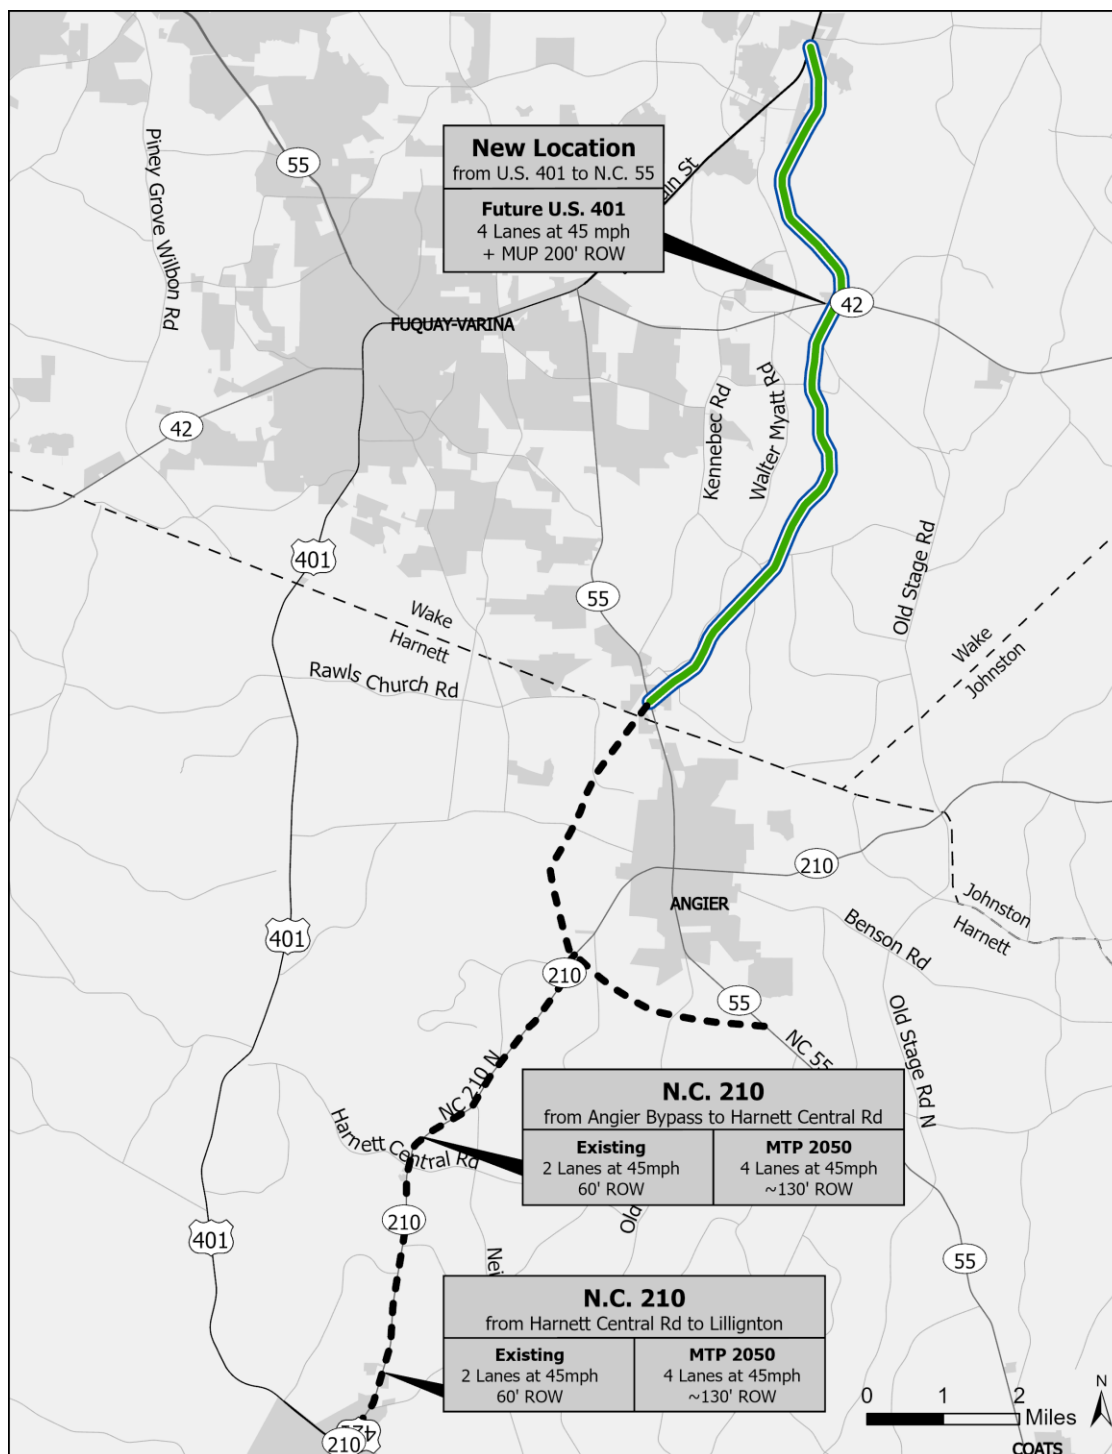 New Location
from U.S. 401 to N.C. 55
Future U.S. 401
4 Lanes at 45 mph
+ MUP 200' ROW
Piney Grove Wilbon Rd
55
42
FUQUAY-VARINA
Kennebec Rd
Walter Myatt Rd
42
401
55
Old Stage Rd
Wake
Harnett
Wake
Johnston
Rawls Church Rd
210
ANGIER
Johnston
Harnett
Benson Rd
401
210
55
NC 55
Old Stage Rd N
NC 210 N
Harnett Central Rd
N.C. 210
from Angier Bypass to Harnett Central Rd
Existing
2 Lanes at 45mph
60' ROW
MTP 2050
4 Lanes at 45mph
~130' ROW
210
401
Old
55
N.C. 210
from Harnett Central Rd to Lillignton
Existing
2 Lanes at 45mph
60' ROW
MTP 2050
4 Lanes at 45mph
~130' ROW
210
0 1 2
Miles
N
COATS